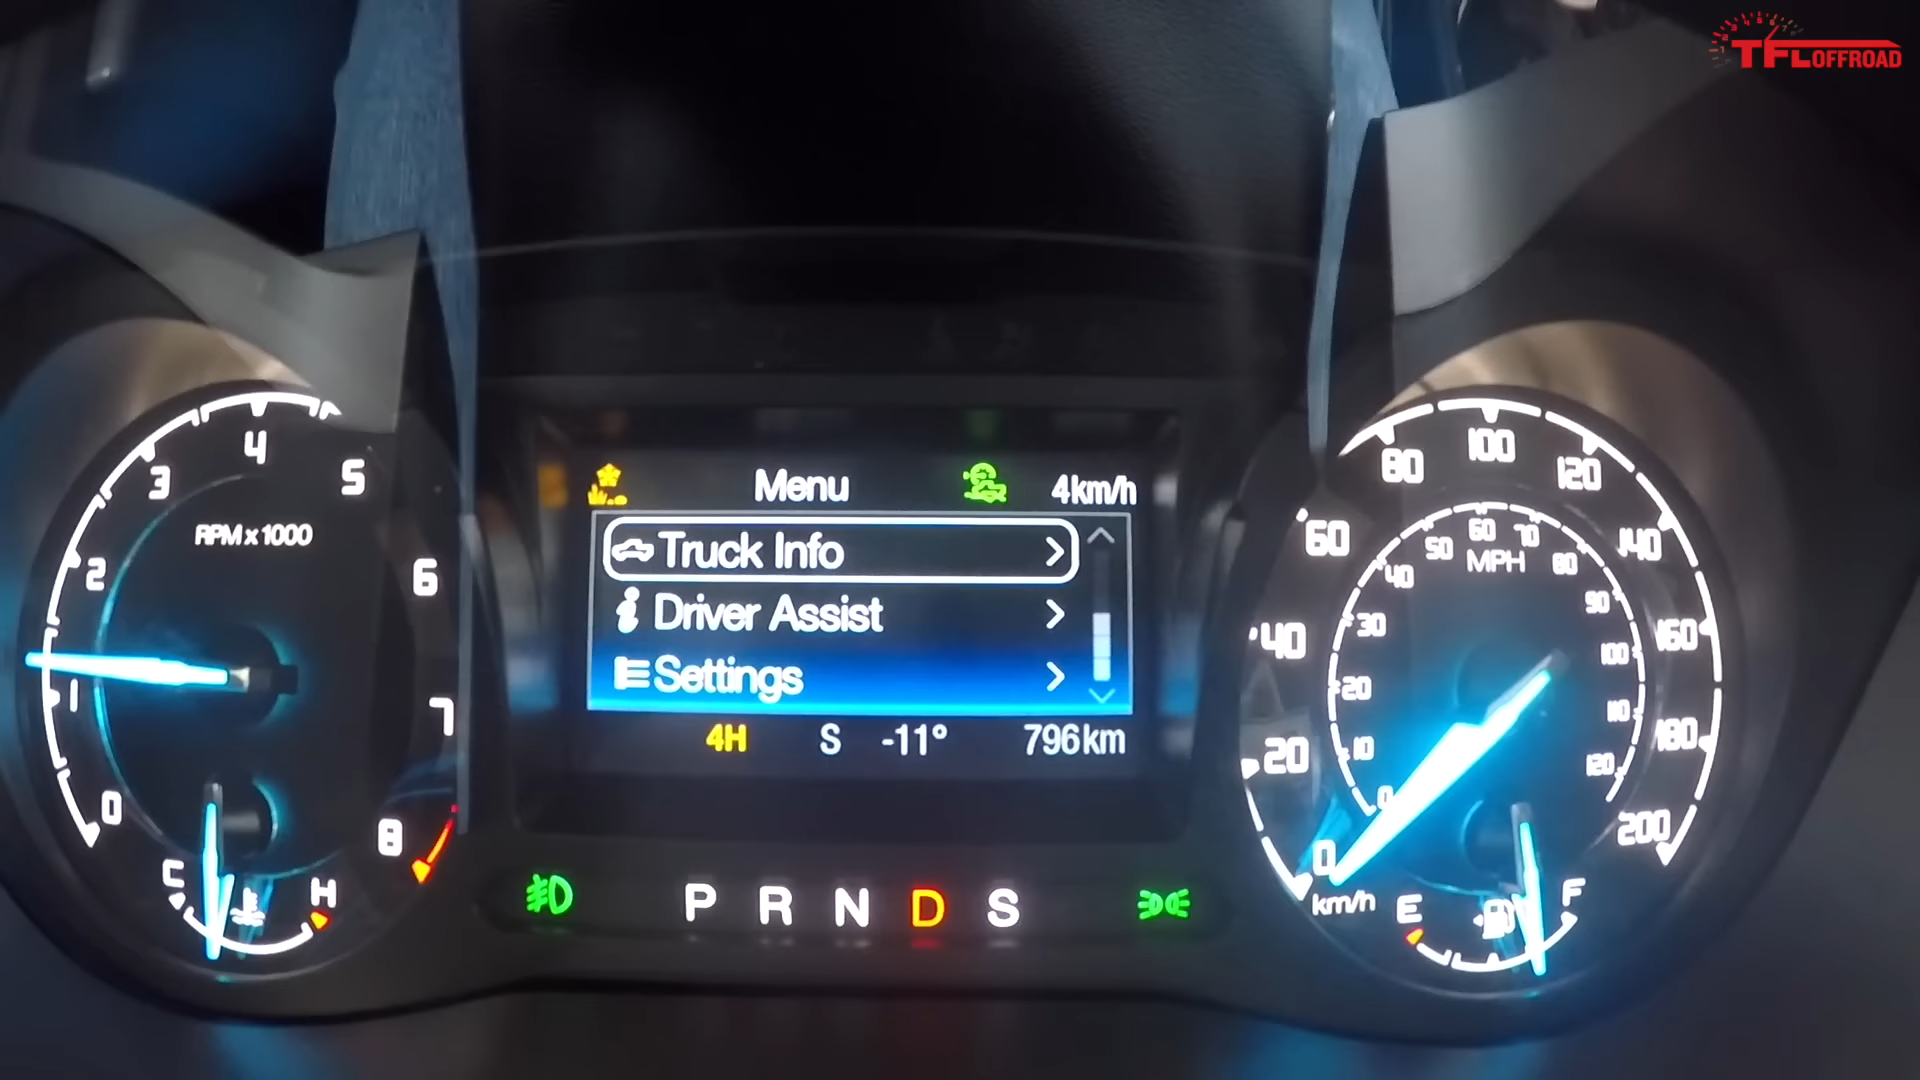 TFLOFFROAD
0 1 2 3 4 5 6 7 8
RPM x 1000
C H
Menu 4km/h
Truck Info
Driver Assist
Settings
4H S -11° 796km
P R N D S
0 20 40 60 80 100 120 140 160 180 200
km/h
0 10 20 30 40 50 60 70 80 90 100 110 120
MPH
E F